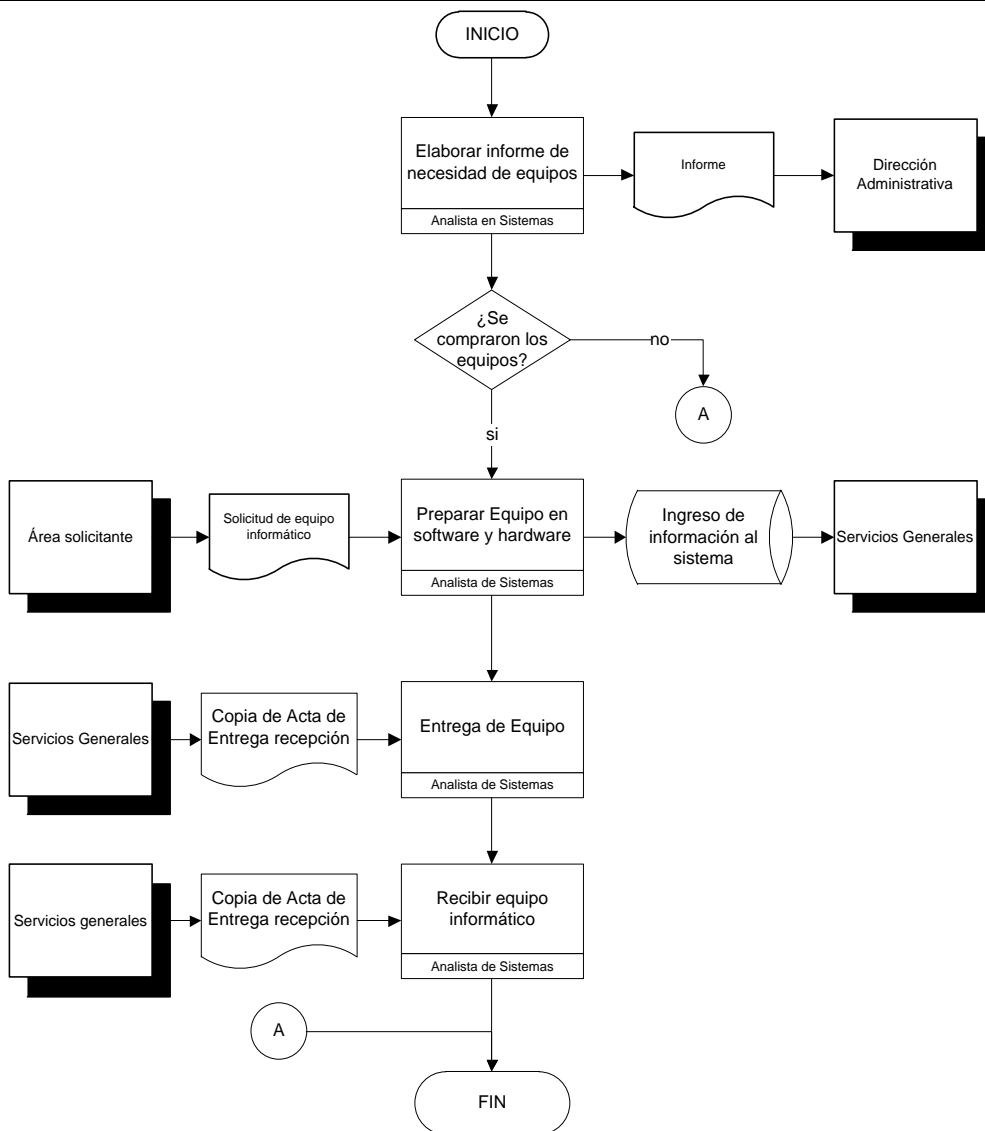 INICIO
Elaborar informe de
necesidad de equipos
Analista en Sistemas
Informe
Dirección
Administrativa
¿Se
compraron los
equipos?
no
A
si
Área solicitante
Solicitud de equipo
informático
Preparar Equipo en
software y hardware
Analista de Sistemas
Ingreso de
información al
sistema
Servicios Generales
Servicios Generales
Copia de Acta de
Entrega recepción
Entrega de Equipo
Analista de Sistemas
Servicios generales
Copia de Acta de
Entrega recepción
Recibir equipo
informático
Analista de Sistemas
A
FIN